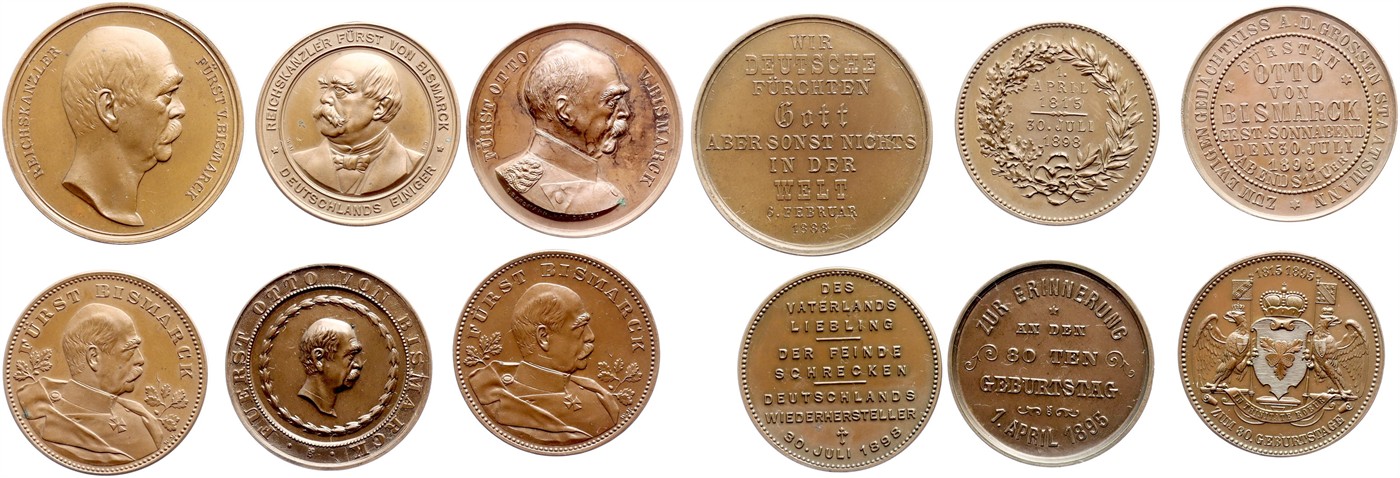 REICHSKANZLER
FÜRST V. BISMARCK
REICHSKANZLER FÜRST VON BISMARCK
* DEUTSCHLANDS EINIGER *
FÜRST OTTO
V. BISMARCK
WIR
DEUTSCHE
FÜRCHTEN
Gott
ABER SONST NICHTS
IN DER
WELT
6. FEBRUAR
1888
1.
APRIL
1815
30. JULI
1898
ZUM EWIGEN GEDÄCHTNISS A.D. GROSSEN STAATSMANN *
FÜRSTEN
* OTTO *
VON
BISMARCK
GEST. SONNABEND
DEN 30. JULI
1898
ABENDS 11 UHR
FÜRST BISMARCK
FUERST OTTO VON BISMARCK
FÜRST BISMARCK
DES
VATERLANDS
LIEBLING
DER FEINDE
SCHRECKEN
DEUTSCHLANDS
WIEDERHERSTELLER
†
30. JULI 1898
ZUR ERINNERUNG
*
AN DEN
80 TEN
GEBURTSTAG
1. APRIL 1895
1815 1895
ZUM 80. GEBURTSTAGE